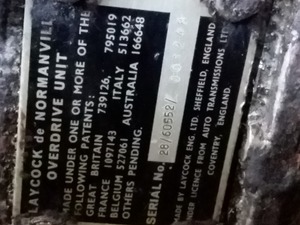 LAYCOCK de NORMANVILL
OVERDRIVE UNIT
MADE UNDER ONE OR MORE OF THE
FOLLOWING PATENTS:
GREAT BRITAIN 739126, 795019
FRANCE 1097143 ITALY 513662
BELGIUM 527061 AUSTRALIA 166648
OTHERS PENDING.
SERIAL No. 28/60552/
MADE BY LAYCOCK ENG. LTD. SHEFFIELD, ENGLAND
UNDER LICENCE FROM AUTO TRANSMISSIONS LTD
COVENTRY, ENGLAND.